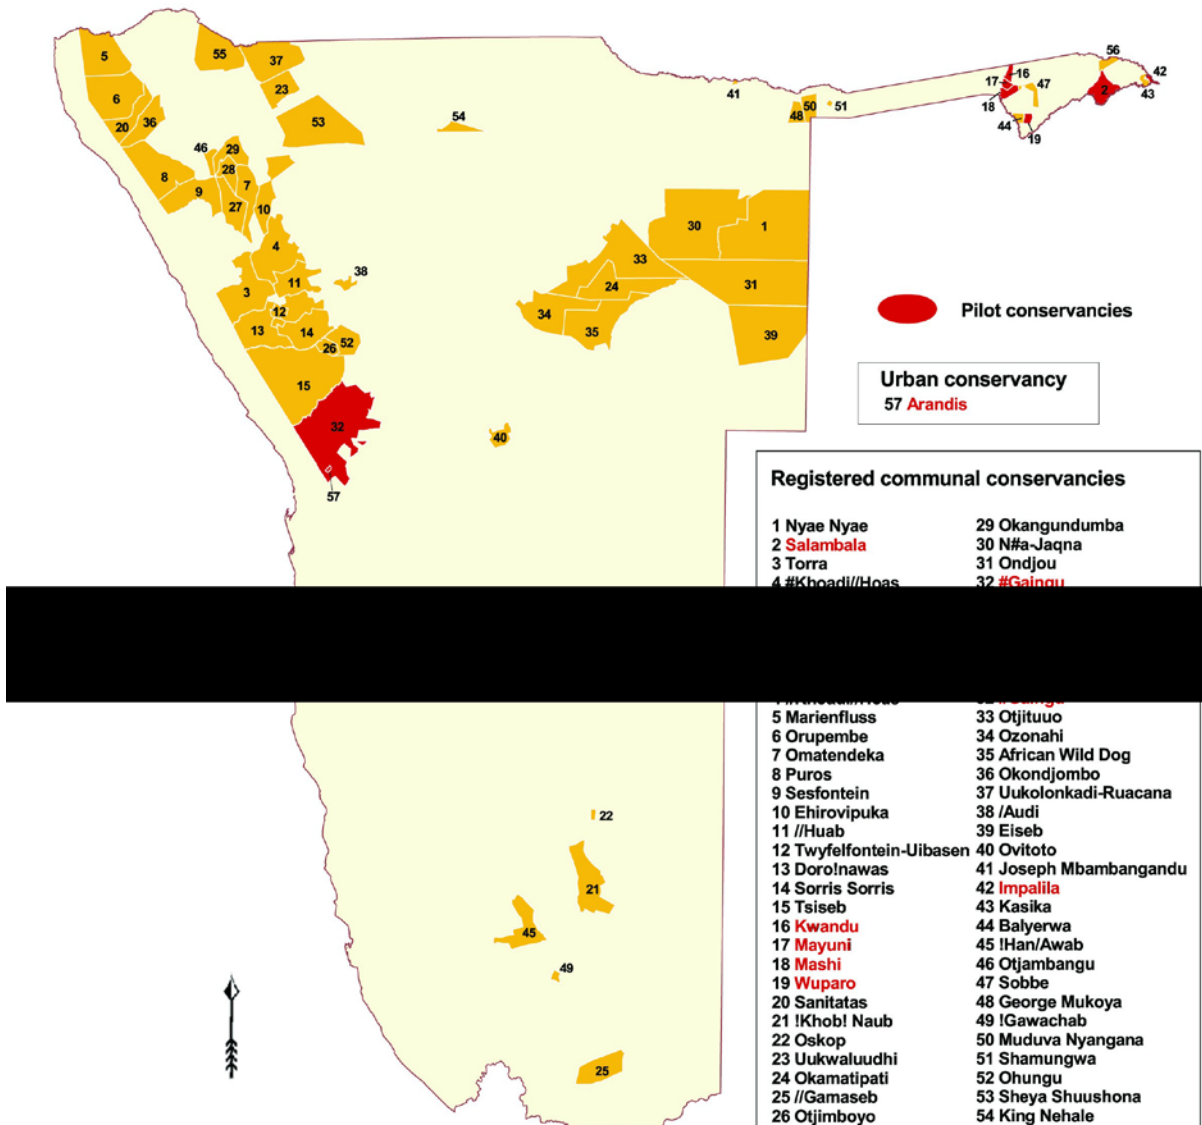 5
55
37
23
6
20
36
53
54
46
29
28
8
9
7
27
10
4
3
11
38
12
13
14
26
52
15
32
57
40
41
48
50
51
17
16
47
18
44
19
56
2
42
43
30
1
33
24
31
34
35
39
22
21
45
49
25
Pilot conservancies
Urban conservancy
57 Arandis
Registered communal conservancies
1 Nyae Nyae
2 Salambala
3 Torra
4 #Khoadi//Hoas
5 Marienfluss
6 Orupembe
7 Omatendeka
8 Puros
9 Sesfontein
10 Ehirovipuka
11 //Huab
12 Twyfelfontein-Uibasen
13 Doro!nawas
14 Sorris Sorris
15 Tsiseb
16 Kwandu
17 Mayuni
18 Mashi
19 Wuparo
20 Sanitatas
21 !Khob! Naub
22 Oskop
23 Uukwaluudhi
24 Okamatipati
25 //Gamaseb
26 Otjimboyo
29 Okangundumba
30 N#a-Jaqna
31 Ondjou
32 #Gaingu
33 Otjituuo
34 Ozonahi
35 African Wild Dog
36 Okondjombo
37 Uukolonkadi-Ruacana
38 /Audi
39 Eiseb
40 Ovitoto
41 Joseph Mbambangandu
42 Impalila
43 Kasika
44 Balyerwa
45 !Han/Awab
46 Otjambangu
47 Sobbe
48 George Mukoya
49 !Gawachab
50 Muduva Nyangana
51 Shamungwa
52 Ohungu
53 Sheya Shuushona
54 King Nehale